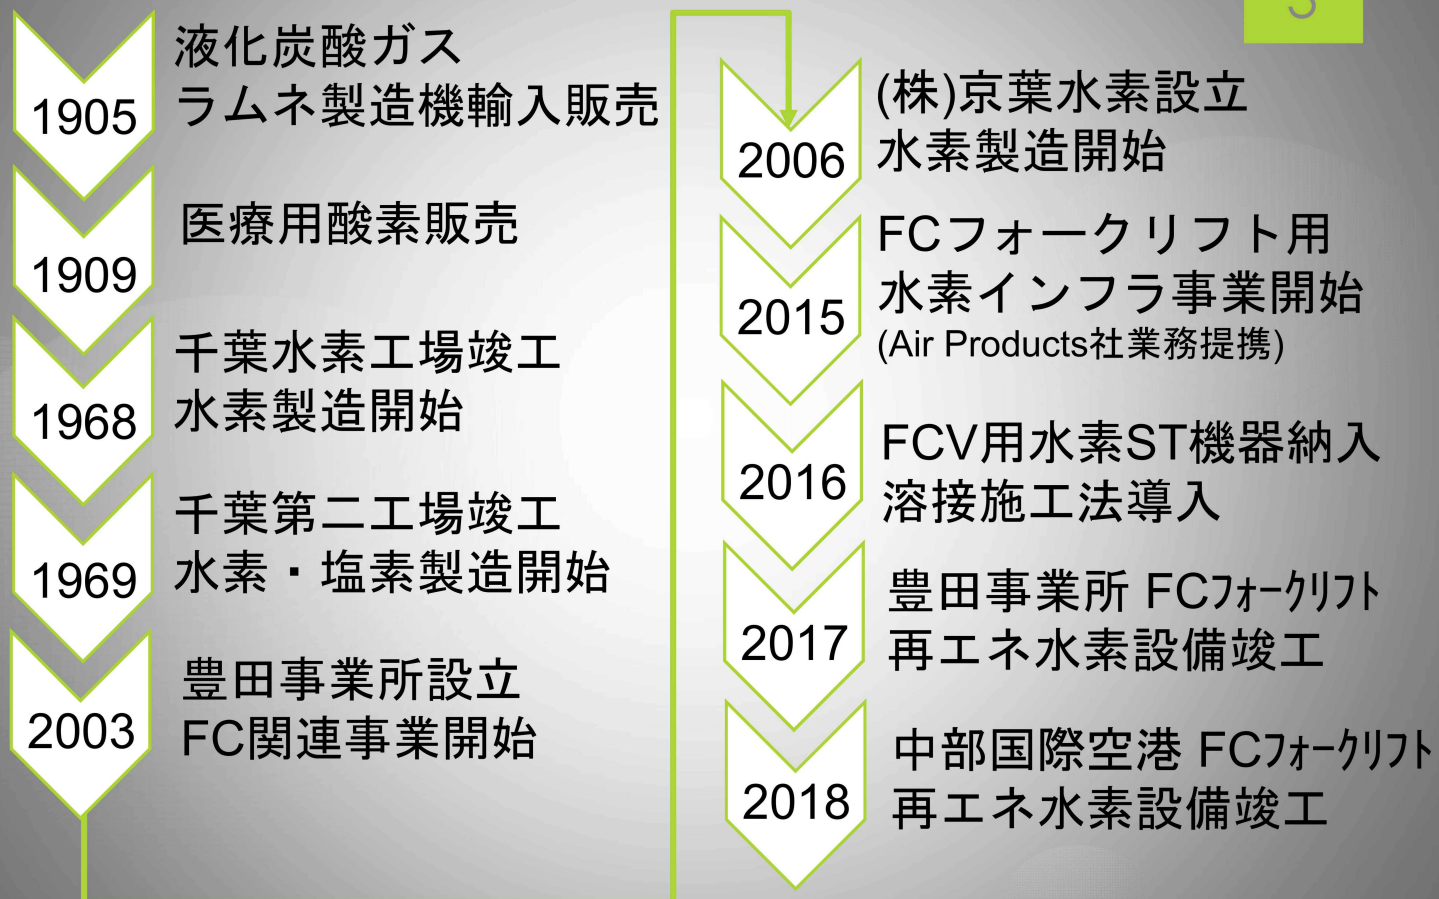 3
1905
液化炭酸ガス
ラムネ製造機輸入販売
1909
医療用酸素販売
1968
千葉水素工場竣工
水素製造開始
1969
千葉第二工場竣工
水素・塩素製造開始
2003
豊田事業所設立
FC関連事業開始
2006
(株)京葉水素設立
水素製造開始
2015
FCフォークリフト用
水素インフラ事業開始
(Air Products社業務提携)
2016
FCV用水素ST機器納入
溶接施工法導入
2017
豊田事業所 FCﾌｫｰｸﾘﾌﾄ
再エネ水素設備竣工
2018
中部国際空港 FCﾌｫｰｸﾘﾌﾄ
再エネ水素設備竣工